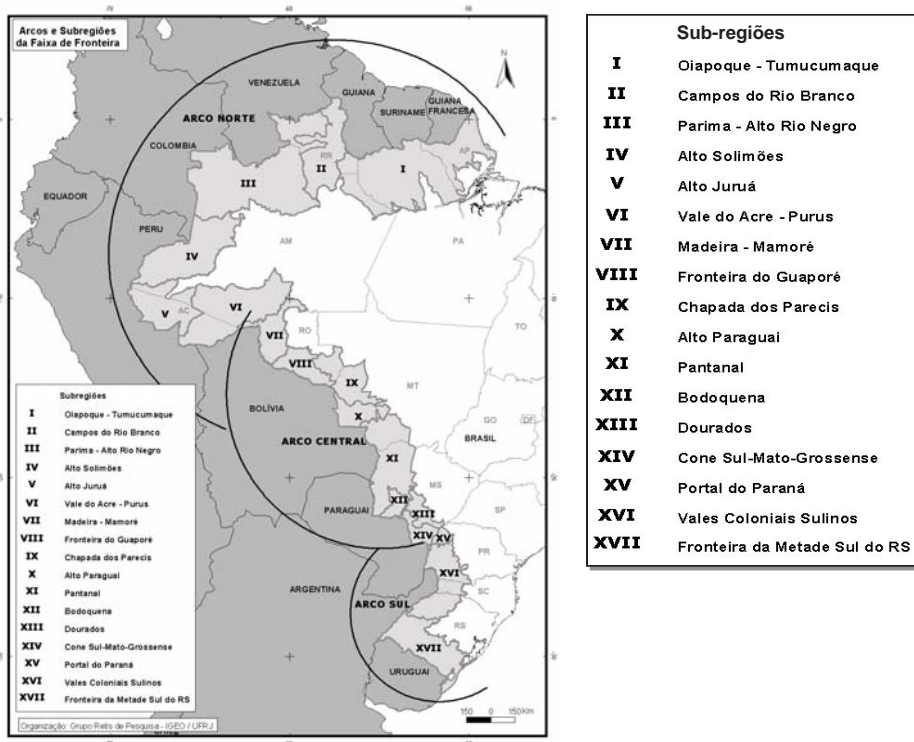 Arcos e Subregiões
da Faixa de Fronteira
N
VENEZUELA
GUIANA
SURINAME
GUIANA
FRANCESA
ARCO NORTE
COLOMBIA
RR
AP
I
II
III
EQUADOR
PERU
AM
PA
IV
V
AC
VI
VII
RO
VIII
TO
IX
MT
BOLÍVIA
X
GO
DF
BRASIL
ARCO CENTRAL
XI
MS
XII
SP
PARAGUAI
XIII
XIV
XV
PR
XVI
ARGENTINA
SC
ARCO SUL
RS
XVII
URUGUAI
150 0 150 Km
Subregiões
I Oiapoque - Tumucumaque
II Campos do Rio Branco
III Parima - Alto Rio Negro
IV Alto Solimões
V Alto Juruá
VI Vale do Acre - Purus
VII Madeira - Mamoré
VIII Fronteira do Guaporé
IX Chapada dos Parecis
X Alto Paraguai
XI Pantanal
XII Bodoquena
XIII Dourados
XIV Cone Sul-Mato-Grossense
XV Portal do Paraná
XVI Vales Coloniais Sulinos
XVII Fronteira da Metade Sul do RS
Organização: Grupo Retis de Pesquisa - IGEO / UFRJ
Sub-regiões
I Oiapoque - Tumucumaque
II Campos do Rio Branco
III Parima - Alto Rio Negro
IV Alto Solimões
V Alto Juruá
VI Vale do Acre - Purus
VII Madeira - Mamoré
VIII Fronteira do Guaporé
IX Chapada dos Parecis
X Alto Paraguai
XI Pantanal
XII Bodoquena
XIII Dourados
XIV Cone Sul-Mato-Grossense
XV Portal do Paraná
XVI Vales Coloniais Sulinos
XVII Fronteira da Metade Sul do RS